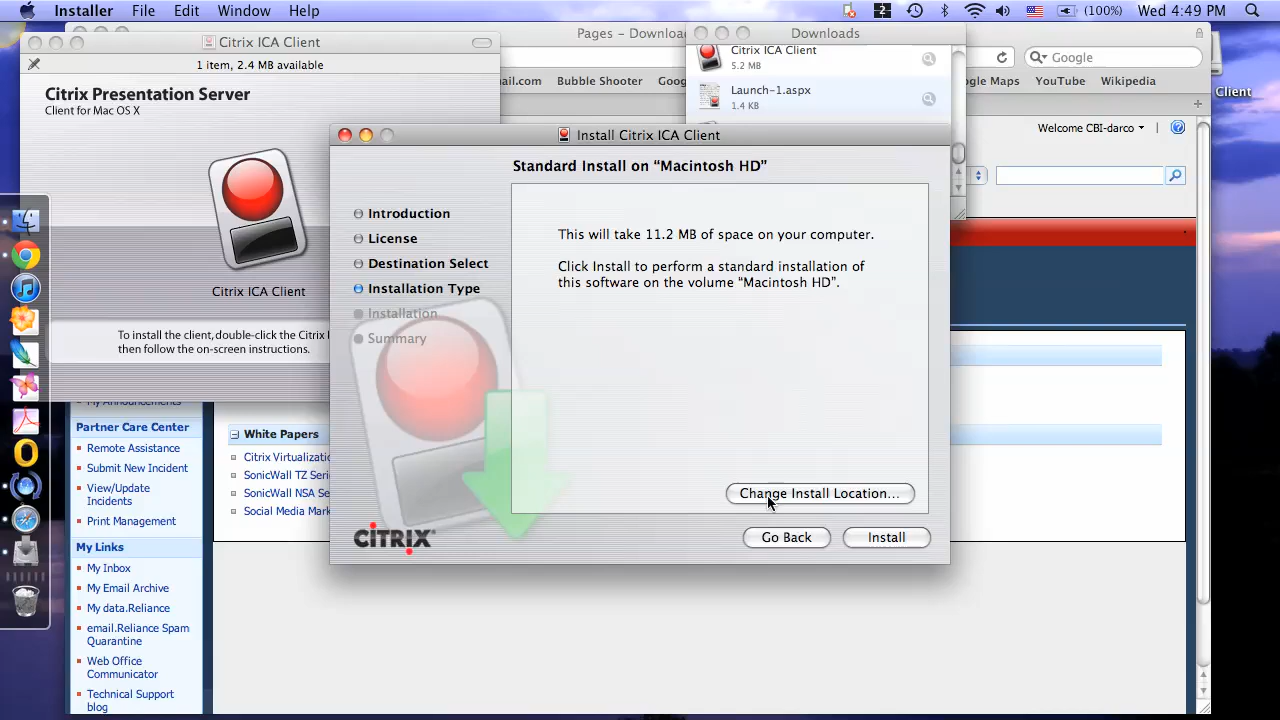 Installer File Edit Window Help
2 (100%) Wed 4:49 PM
Citrix ICA Client
1 item, 2.4 MB available
Citrix Presentation Server
Client for Mac OS X
Citrix ICA Client
To install the client, double-click the Citrix
then follow the on-screen instructions.
Pages – Downloa
Downloads
Citrix ICA Client
5.2 MB
Launch-1.aspx
1.4 KB
Google
Client
Bubble Shooter
YouTube Wikipedia
Welcome CBI-darco
Install Citrix ICA Client
Standard Install on “Macintosh HD”
Introduction
License
Destination Select
Installation Type
Installation
Summary
This will take 11.2 MB of space on your computer.
Click Install to perform a standard installation of
this software on the volume “Macintosh HD”.
Change Install Location...
Go Back Install
CITRIX
My Announcements
Partner Care Center
Remote Assistance
Submit New Incident
View/Update
Incidents
Print Management
My Links
My Inbox
My Email Archive
My data.Reliance
email.Reliance Spam
Quarantine
Web Office
Communicator
Technical Support
blog
White Papers
Citrix Virtualizatio
SonicWall TZ Serie
SonicWall NSA Se
Social Media Mark